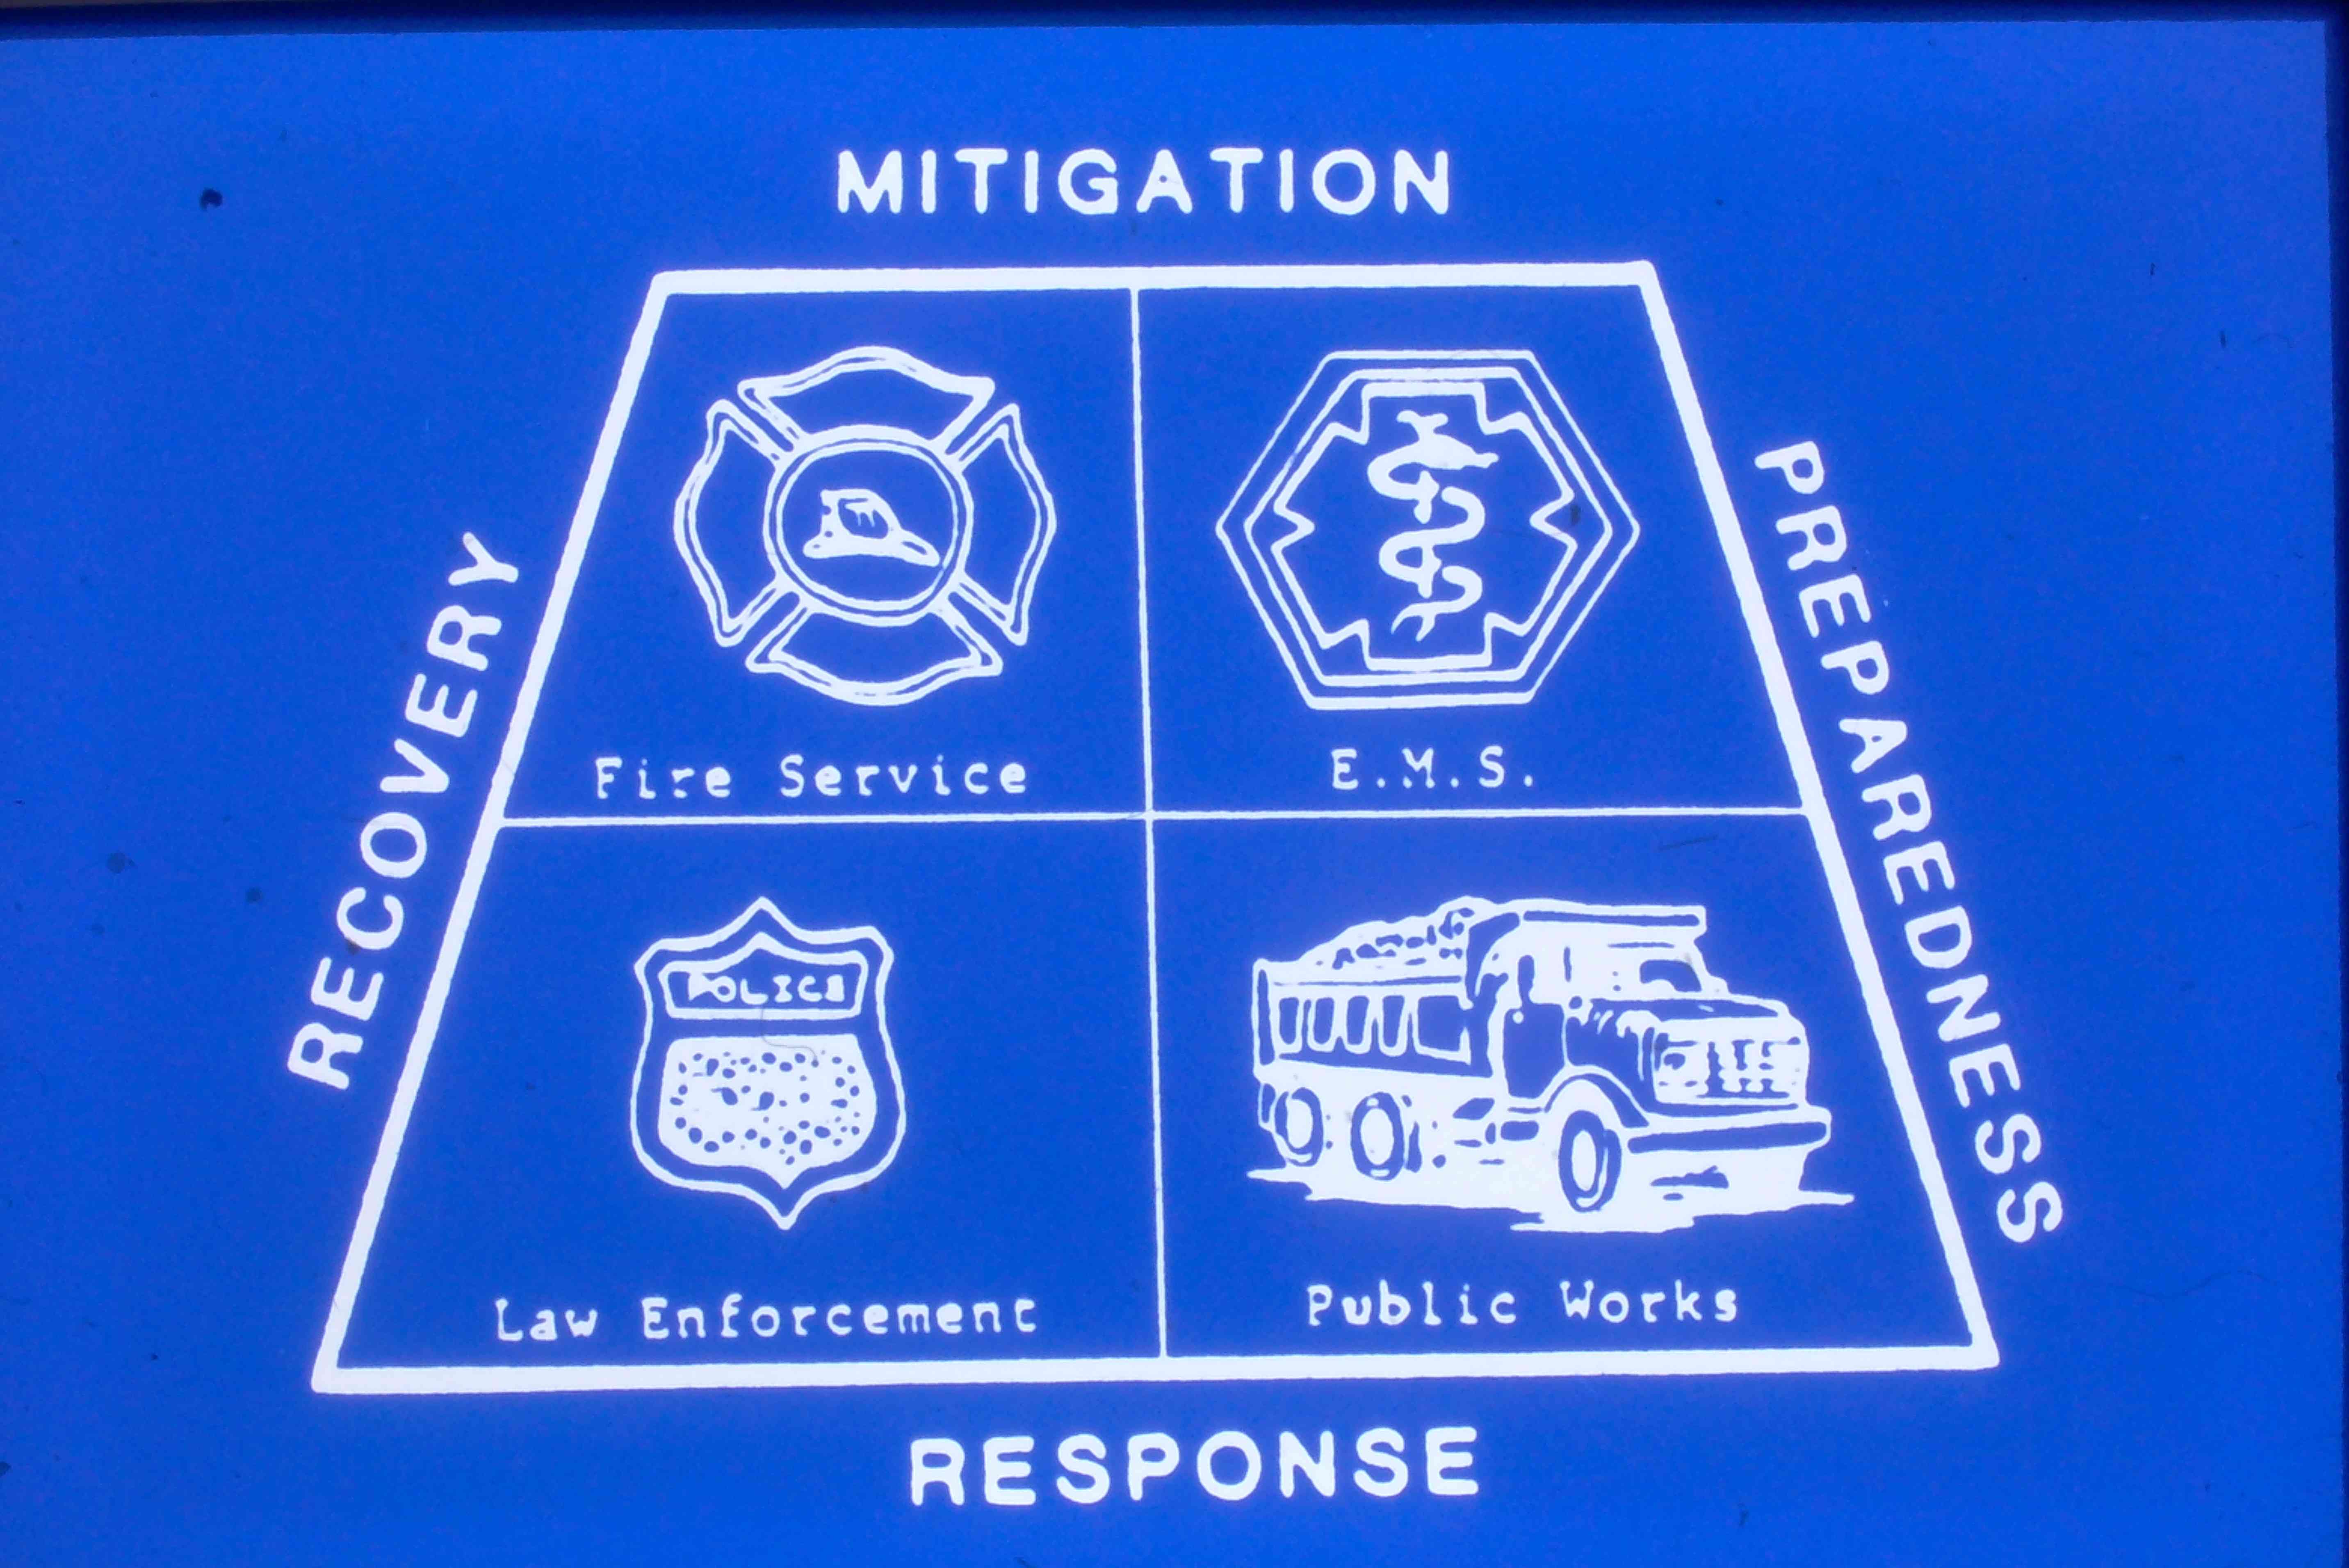 MITIGATION
RECOVERY
PREPAREDNESS
Fire Service
E.M.S.
POLICE
Law Enforcement
Public Works
RESPONSE